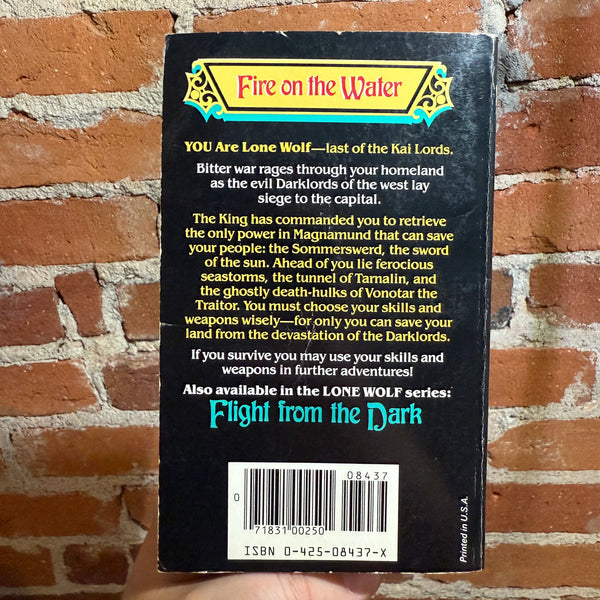 Fire on the Water
YOU Are Lone Wolf—last of the Kai Lords.
Bitter war rages through your homeland
as the evil Darklords of the west lay
siege to the capital.
The King has commanded you to retrieve
the only power in Magnamund that can save
your people: the Sommerswerd, the sword
of the sun. Ahead of you lie ferocious
seastorms, the tunnel of Tarnalin, and
the ghostly death-hulks of Vonotar the
Traitor. You must choose your skills and
weapons wisely—for only you can save your
land from the devastation of the Darklords.
If you survive you may use your skills and
weapons in further adventures!
Also available in the LONE WOLF series:
Flight from the Dark
08437
0
71831 00250
ISBN 0-425-08437-X
Printed in U.S.A.